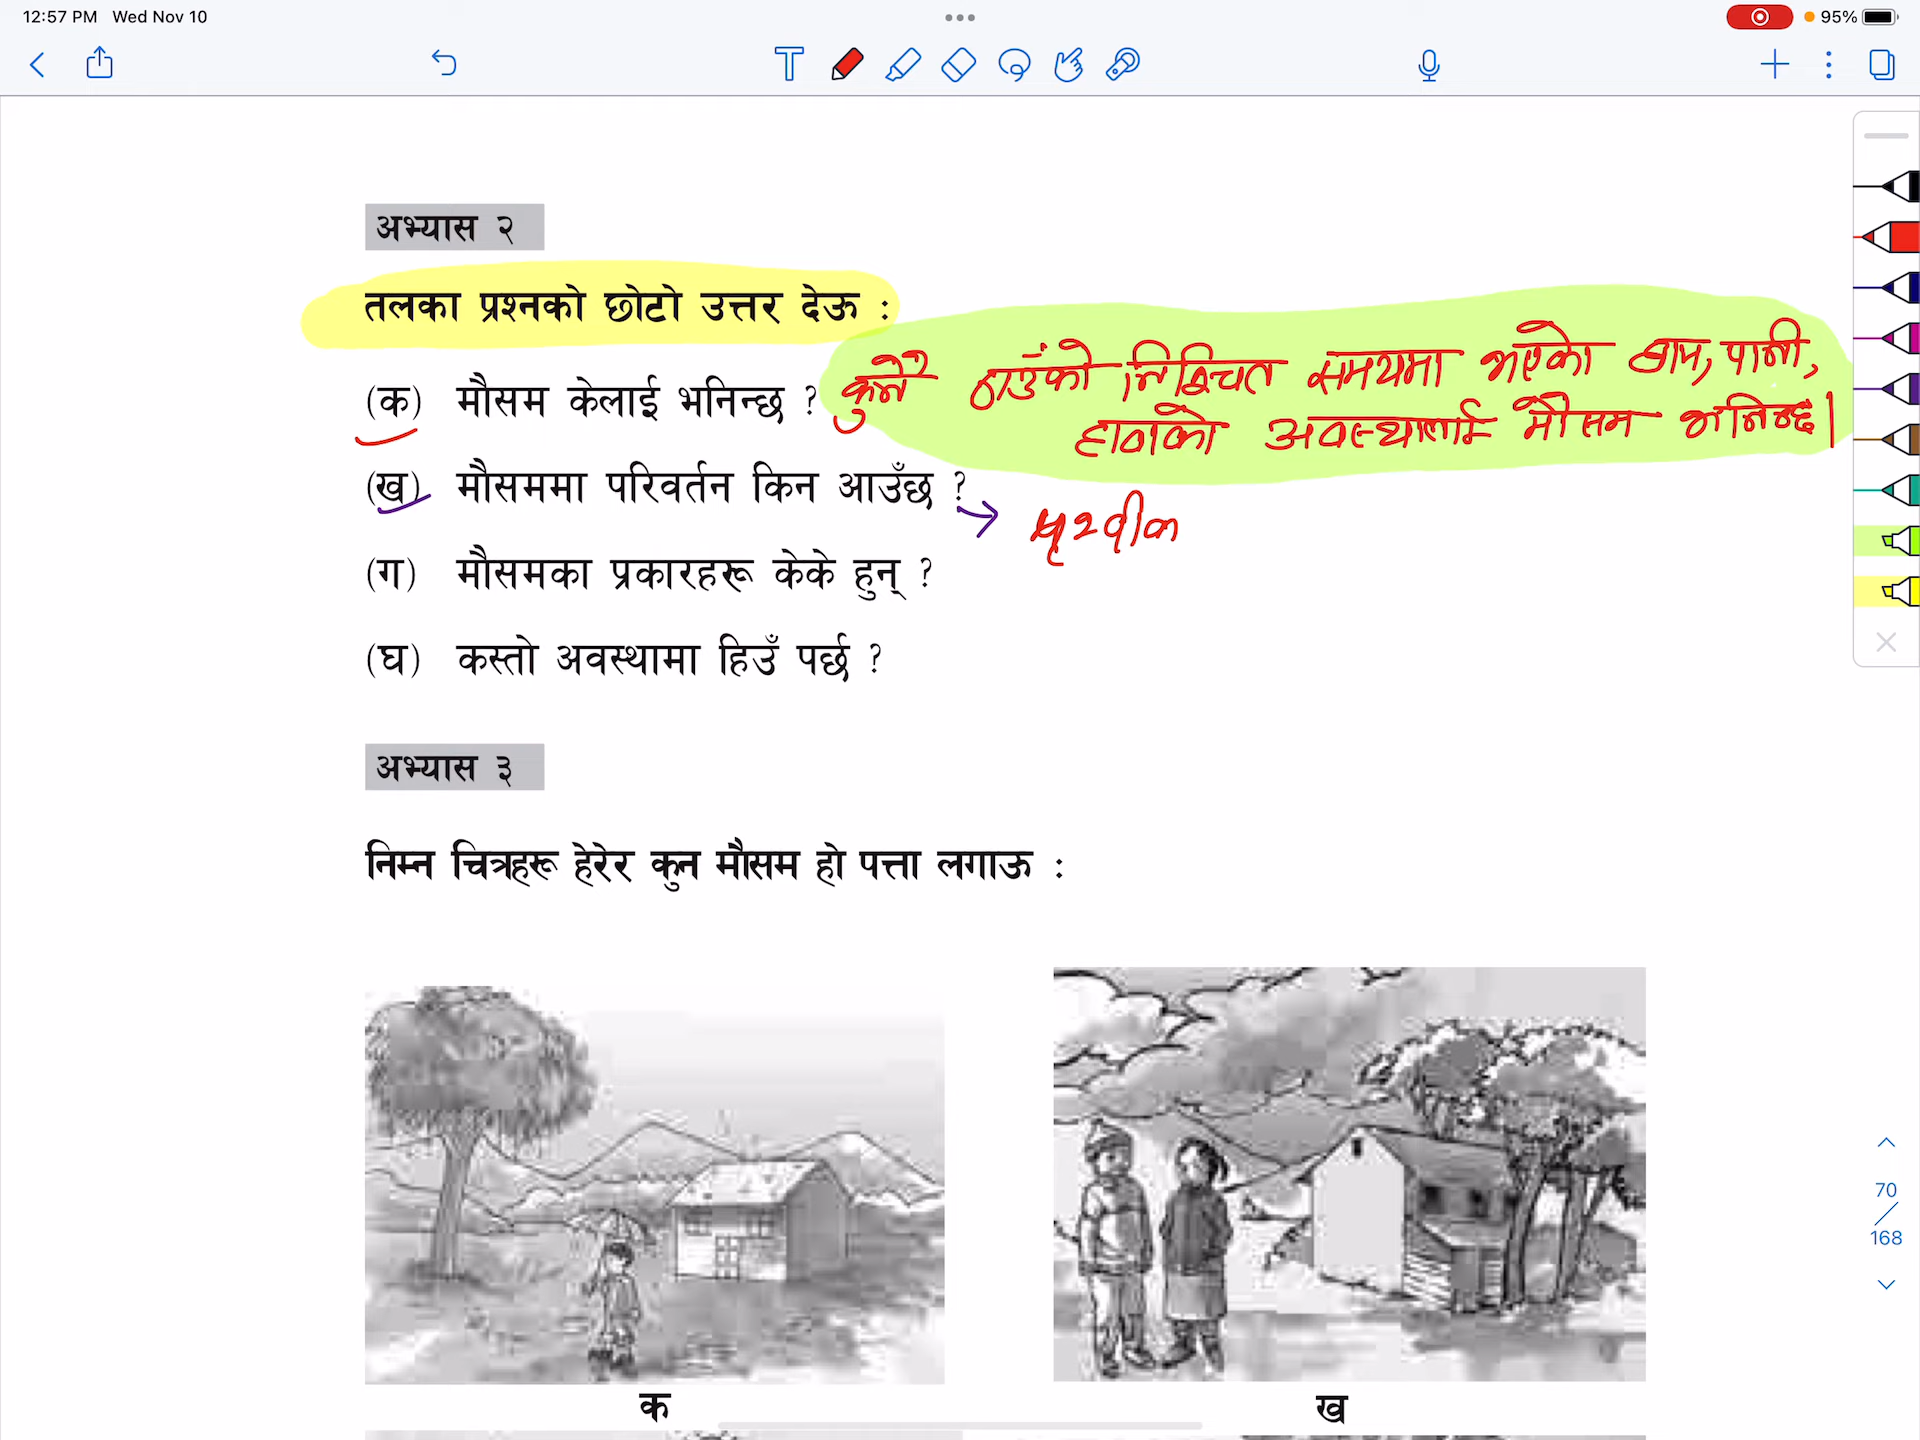 12:57 PM Wed Nov 10
95%
अभ्यास २
तलका प्रश्नको छोटो उत्तर देऊ :
(क) मौसम केलाई भनिन्छ ?
कुनै ठाउँको निश्चित समयमा भएको घाम, पानी,
हावाको अवस्थालाई मौसम भनिन्छ।
(ख) मौसममा परिवर्तन किन आउँछ ?
(ग) मौसमका प्रकारहरू केके हुन् ?
(घ) कस्तो अवस्थामा हिउँ पर्छ ?
अभ्यास ३
निम्न चित्रहरू हेरेर कुन मौसम हो पत्ता लगाऊ :
क
ख
70
168